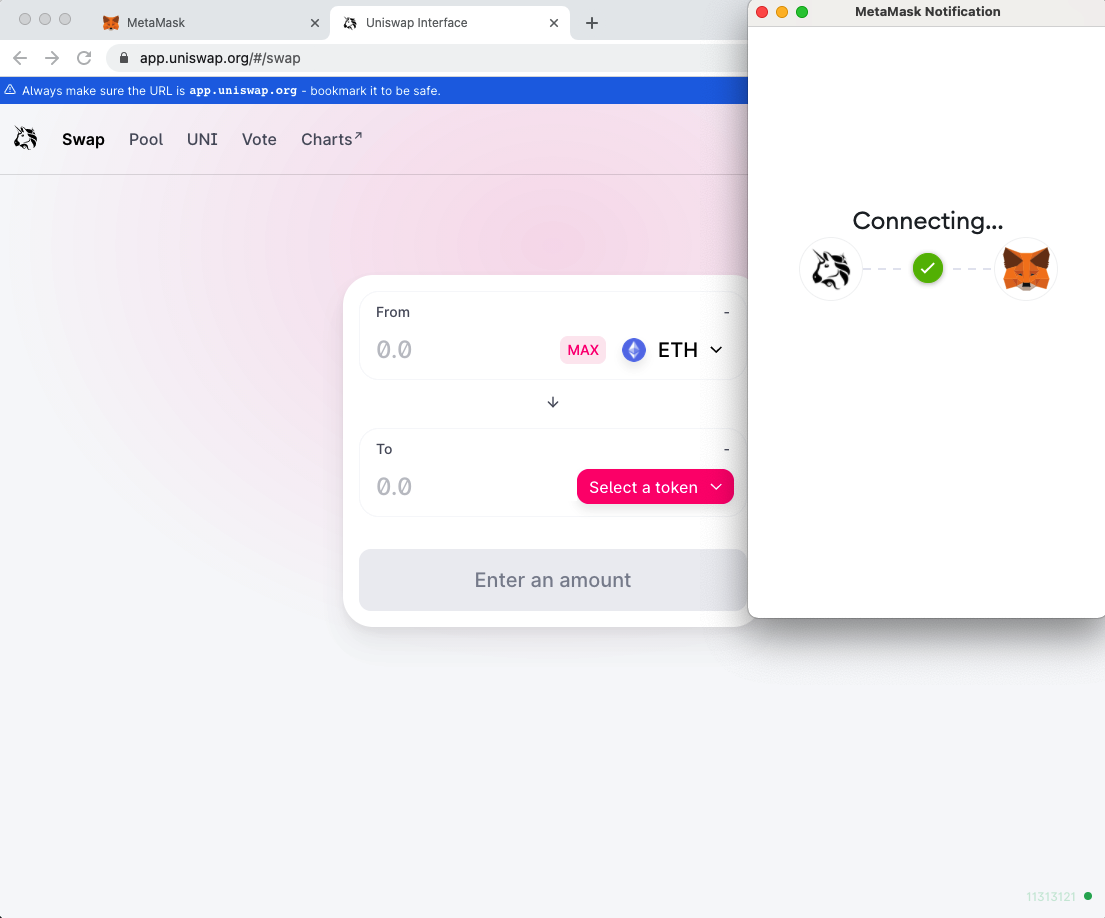 MetaMask
Uniswap Interface
app.uniswap.org/#/swap
Always make sure the URL is app.uniswap.org - bookmark it to be safe.
Swap Pool UNI Vote Charts↗
From -
0.0 MAX ETH
To -
0.0 Select a token
Enter an amount
MetaMask Notification
Connecting...
11313121